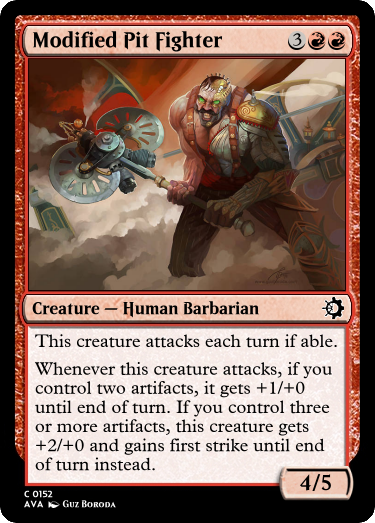 Modified Pit Fighter 3
Creature — Human Barbarian
This creature attacks each turn if able.
Whenever this creature attacks, if you
control two artifacts, it gets +1/+0
until end of turn. If you control three
or more artifacts, this creature gets
+2/+0 and gains first strike until end
of turn instead.
4/5
C 0152
AVA Guz Boroda